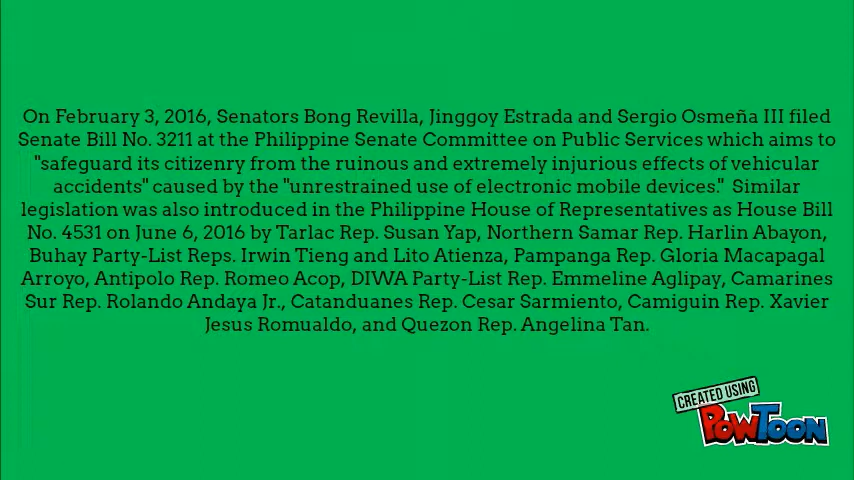 On February 3, 2016, Senators Bong Revilla, Jinggoy Estrada and Sergio Osmeña III filed
Senate Bill No. 3211 at the Philippine Senate Committee on Public Services which aims to
"safeguard its citizenry from the ruinous and extremely injurious effects of vehicular
accidents" caused by the "unrestrained use of electronic mobile devices." Similar
legislation was also introduced in the Philippine House of Representatives as House Bill
No. 4531 on June 6, 2016 by Tarlac Rep. Susan Yap, Northern Samar Rep. Harlin Abayon,
Buhay Party-List Reps. Irwin Tieng and Lito Atienza, Pampanga Rep. Gloria Macapagal
Arroyo, Antipolo Rep. Romeo Acop, DIWA Party-List Rep. Emmeline Aglipay, Camarines
Sur Rep. Rolando Andaya Jr., Catanduanes Rep. Cesar Sarmiento, Camiguin Rep. Xavier
Jesus Romualdo, and Quezon Rep. Angelina Tan.
CREATED USING
POWTOON